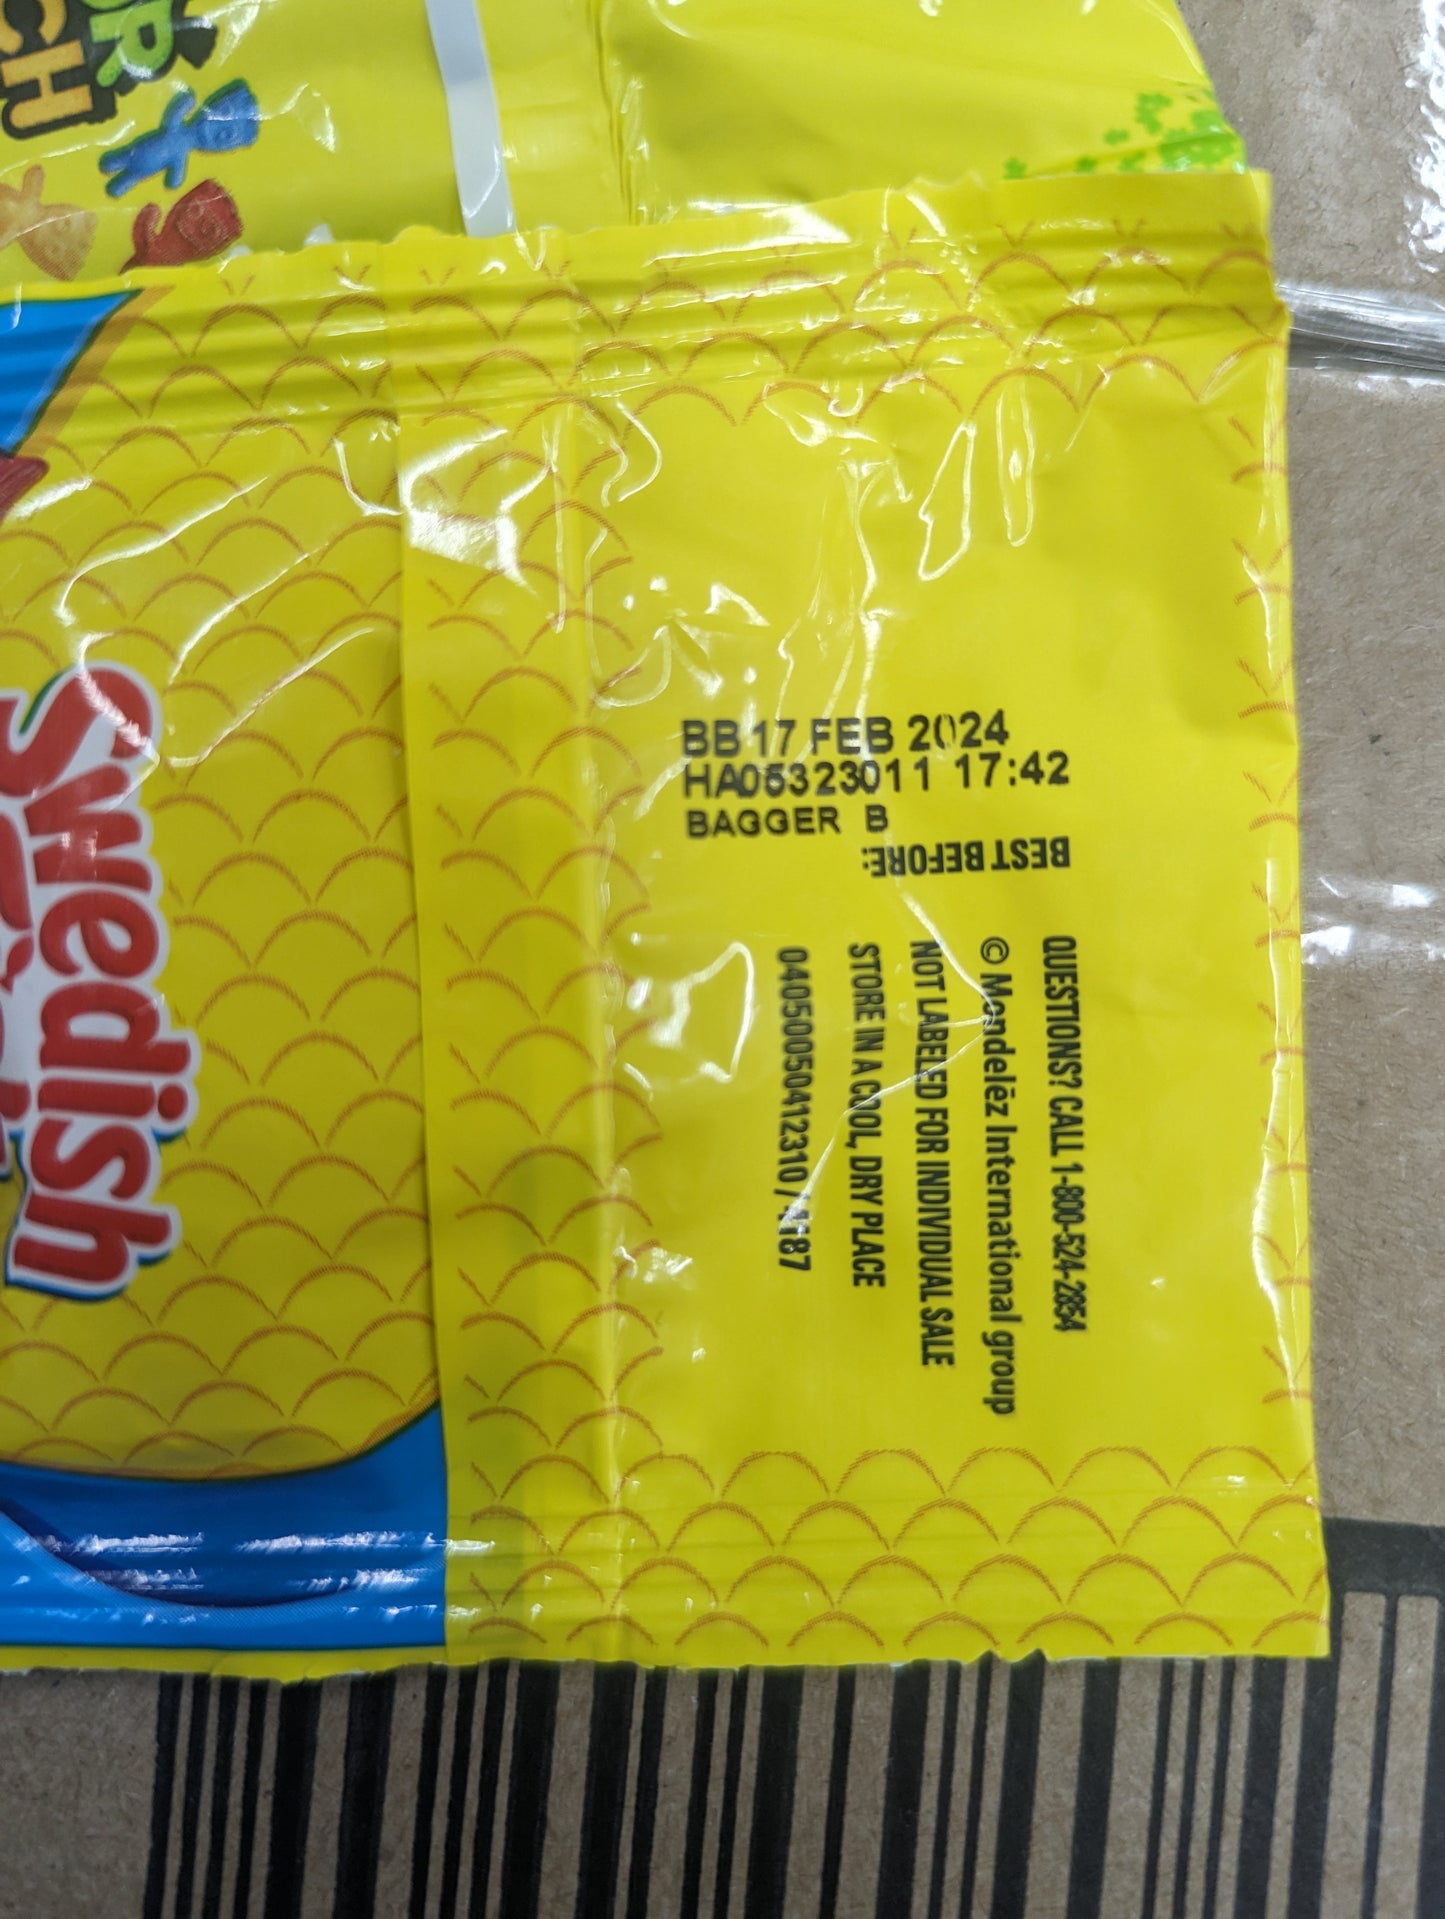 BB 17 FEB 2024
HA05323011 17:42
BAGGER B
BEST BEFORE:
QUESTIONS? CALL 1-800-524-2854
© Mondelēz International group
NOT LABELED FOR INDIVIDUAL SALE
STORE IN A COOL, DRY PLACE
Swedish